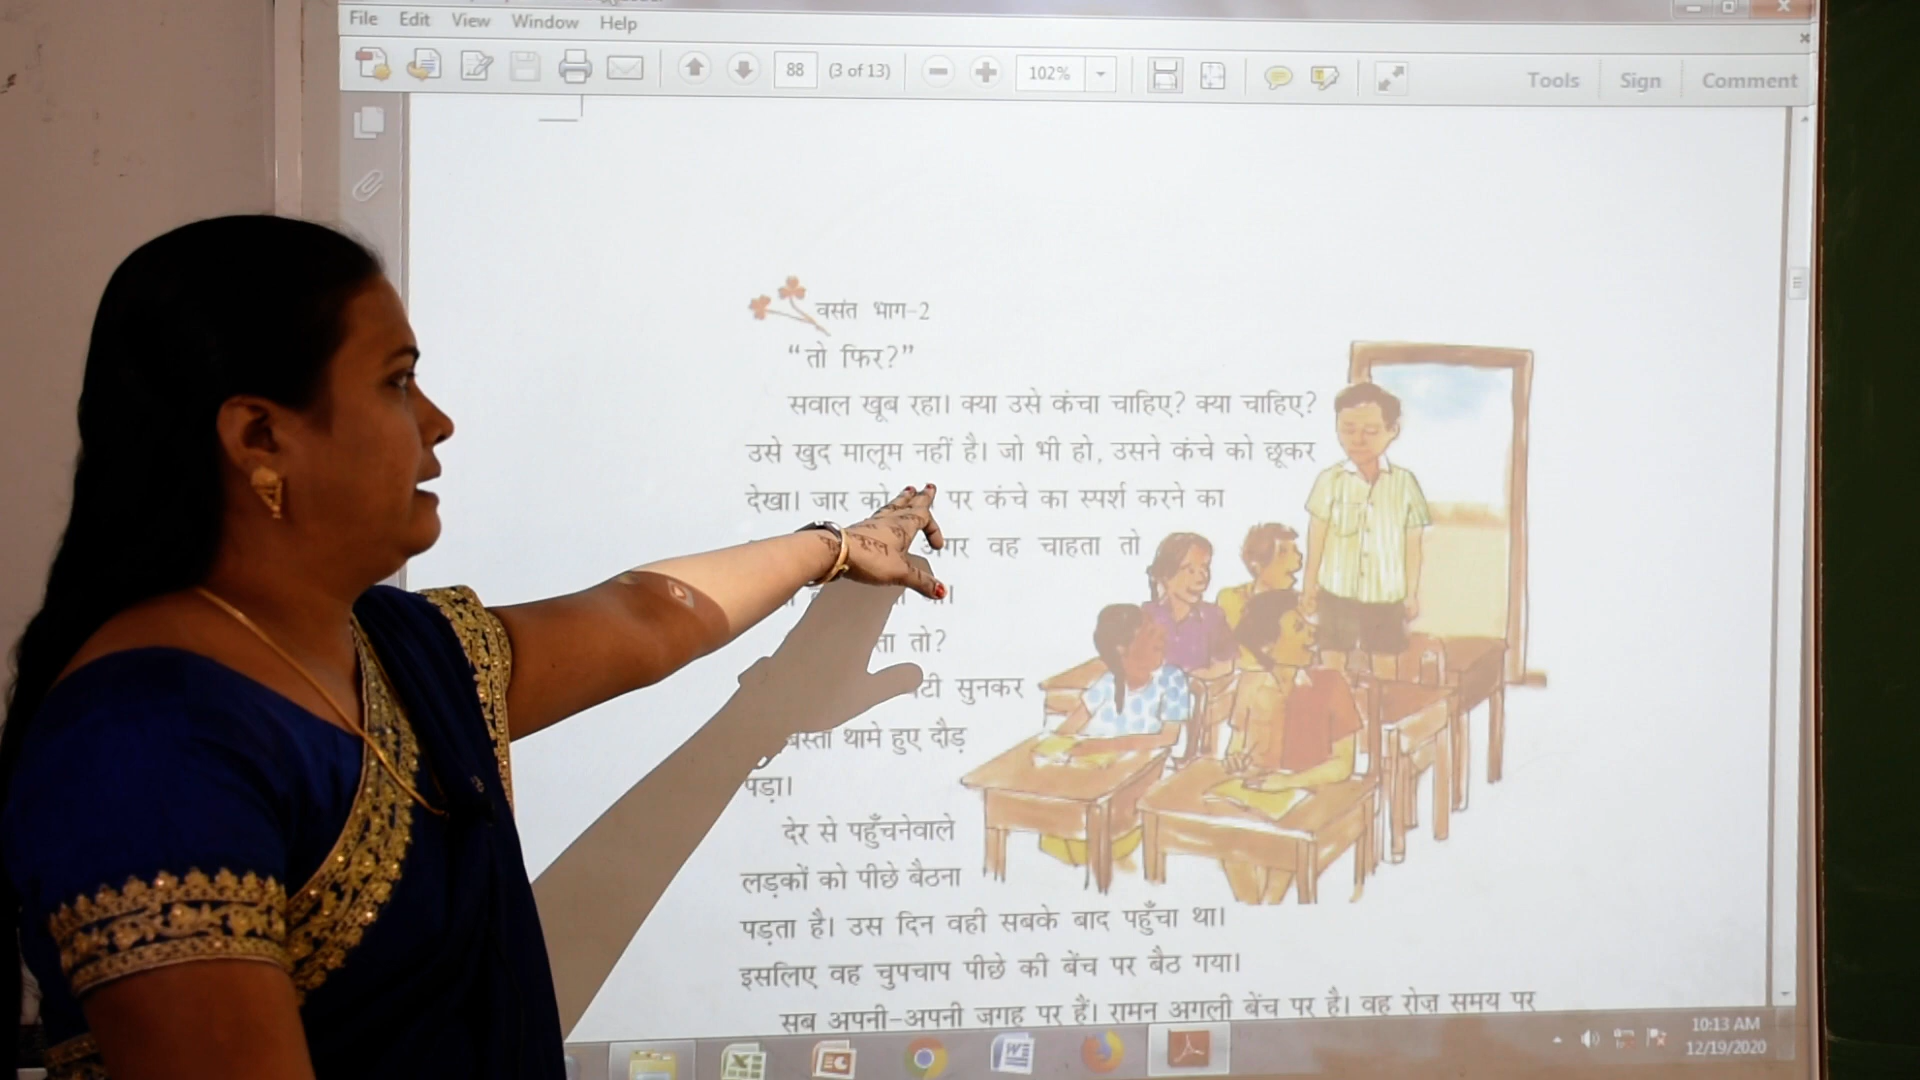 File Edit View Window Help
88 (3 of 13) 102% Tools Sign Comment
वसंत भाग-2
“तो फिर?”
सवाल खूब रहा। क्या उसे कंचा चाहिए? क्या चाहिए?
उसे खुद मालूम नहीं है। जो भी हो, उसने कंचे को छूकर
देखा। जार को पर कंचे का स्पर्श करने का
अगर वह चाहता तो
तो?
सुनकर
बस्ता थामे हुए दौड़
पड़ा।
देर से पहुँचनेवाले
लड़कों को पीछे बैठना
पड़ता है। उस दिन वही सबके बाद पहुँचा था।
इसलिए वह चुपचाप पीछे की बेंच पर बैठ गया।
सब अपनी-अपनी जगह पर हैं। रामन अगली बेंच पर है। वह रोज़ समय पर
10:13 AM
12/19/2020